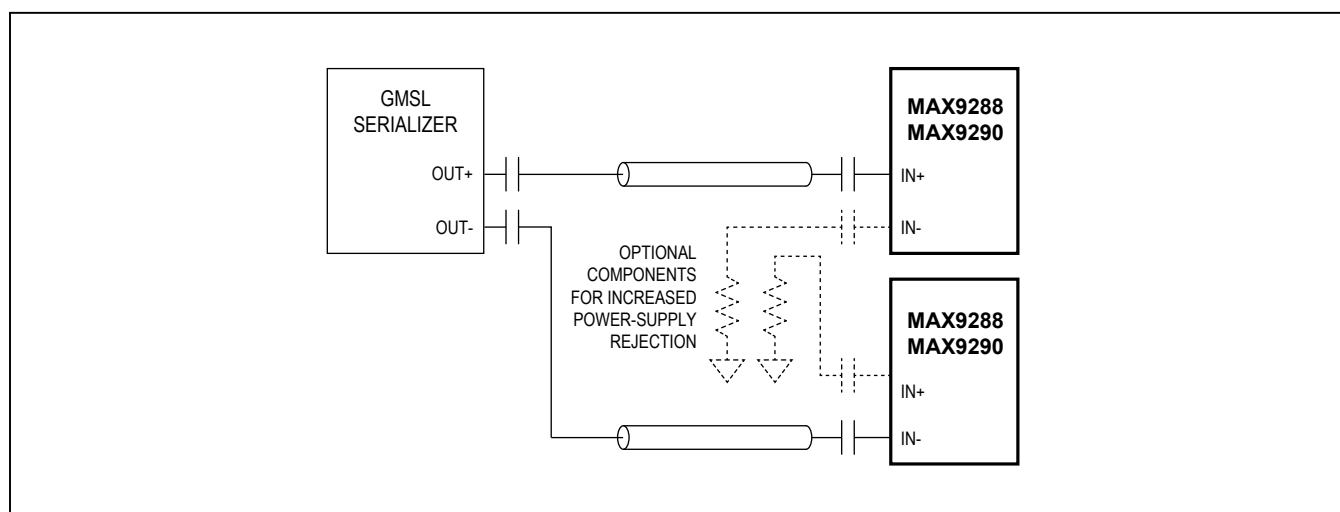 GMSL
SERIALIZER
OUT+
OUT-
MAX9288
MAX9290
IN+
IN-
OPTIONAL
COMPONENTS
FOR INCREASED
POWER-SUPPLY
REJECTION
MAX9288
MAX9290
IN+
IN-